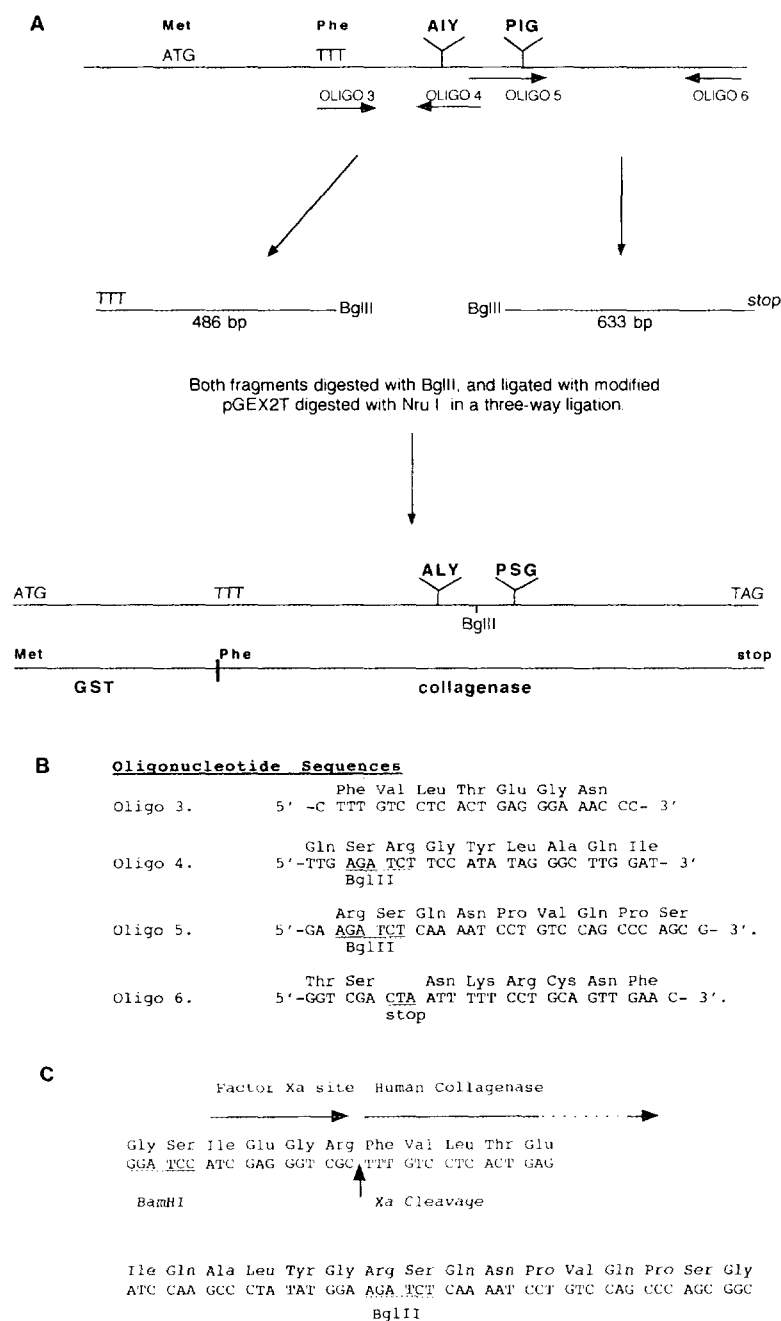 A
Met Phe AIY PIG
ATG TTT
OLIGO 3 OLIGO 4 OLIGO 5 OLIGO 6
TTT BglII BglII stop
486 bp 633 bp
Both fragments digested with BglII, and ligated with modified
pGEX2T digested with Nru I in a three-way ligation.
ALY PSG
ATG TTT TAG
BglII
Met Phe stop
GST collagenase
B Oligonucleotide Sequences
Phe Val Leu Thr Glu Gly Asn
Oligo 3. 5' -C TTT GTC CTC ACT GAG GGA AAC CC- 3'
Gln Ser Arg Gly Tyr Leu Ala Gln Ile
Oligo 4. 5'-TTG AGA TCT TCC ATA TAG GGC TTG GAT- 3'
BglII
Arg Ser Gln Asn Pro Val Gln Pro Ser
Oligo 5. 5'-GA AGA TCT CAA AAT CCT GTC CAG CCC AGC G- 3'.
BglII
Thr Ser Asn Lys Arg Cys Asn Phe
Oligo 6. 5'-GGT CGA CTA ATT TTT CCT GCA GTT GAA C- 3'.
stop
C
Factor Xa site Human Collagenase
Gly Ser Ile Glu Gly Arg Phe Val Leu Thr Glu
GGA TCC ATC GAG GGT CGC TTT GTC CTC ACT GAG
BamHI Xa Cleavage
Ile Gln Ala Leu Tyr Gly Arg Ser Gln Asn Pro Val Gln Pro Ser Gly
ATC CAA GCC CTA TAT GGA AGA TCT CAA AAT CCT GTC CAG CCC AGC GGC
BglII